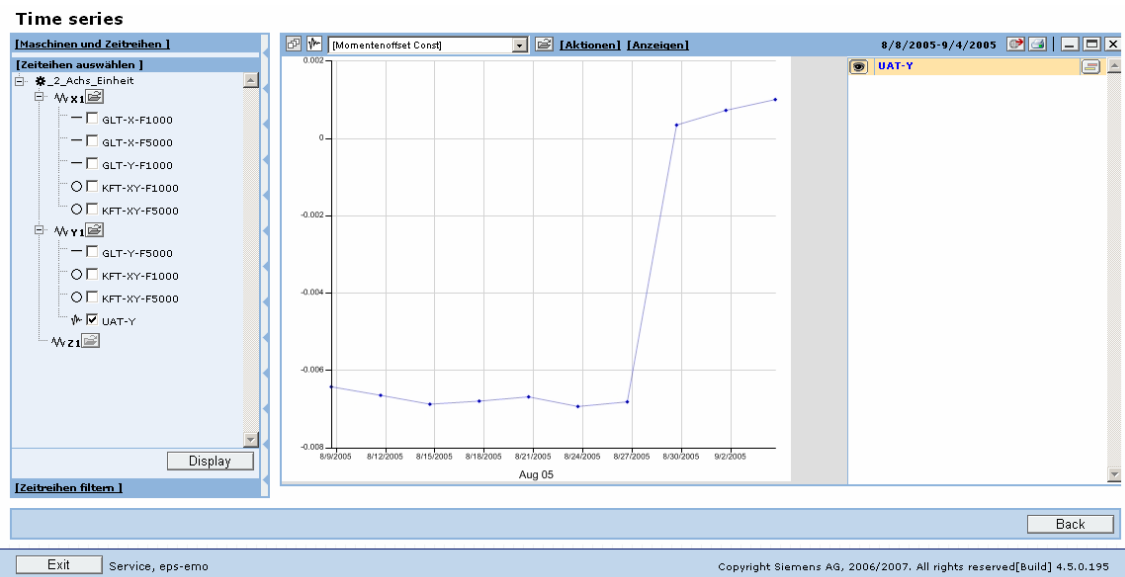 Time series
[Maschinen und Zeitreihen ]
[Zeiteihen auswählen ]
_2_Achs_Einheit
X1
GLT-X-F1000
GLT-X-F5000
GLT-Y-F1000
KFT-XY-F1000
KFT-XY-F5000
Y1
GLT-Y-F5000
KFT-XY-F1000
KFT-XY-F5000
UAT-Y
Z1
Display
[Zeitreihen filtern ]
[Momentenoffset Const] [Aktionen] [Anzeigen] 8/8/2005-9/4/2005
UAT-Y
0.002
0
-0.002
-0.004
-0.006
-0.008
8/9/2005 8/12/2005 8/15/2005 8/18/2005 8/21/2005 8/24/2005 8/27/2005 8/30/2005 9/2/2005
Aug 05
Back
Exit Service, eps-emo Copyright Siemens AG, 2006/2007. All rights reserved[Build] 4.5.0.195